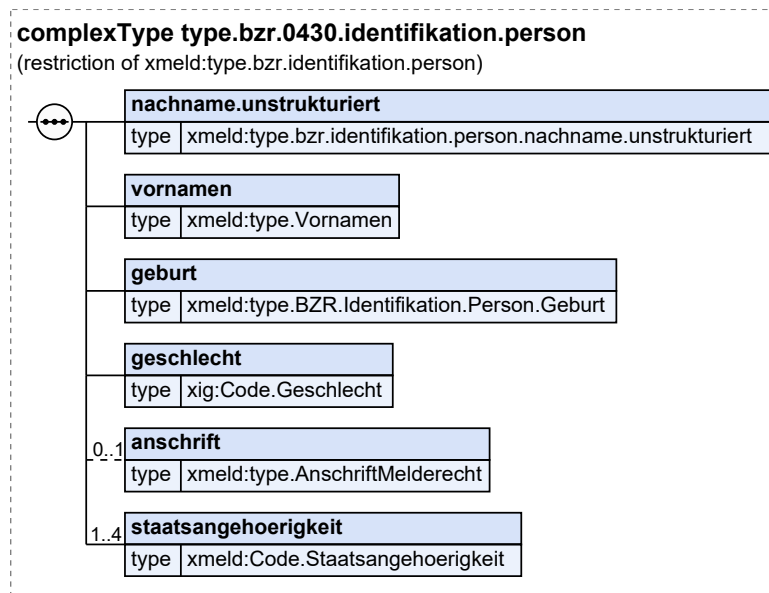 complexType type.bzr.0430.identifikation.person
(restriction of xmeld:type.bzr.identifikation.person)
nachname.unstrukturiert
type xmeld:type.bzr.identifikation.person.nachname.unstrukturiert
vornamen
type xmeld:type.Vornamen
geburt
type xmeld:type.BZR.Identifikation.Person.Geburt
geschlecht
type xig:Code.Geschlecht
0..1 anschrift
type xmeld:type.AnschriftMelderecht
1..4 staatsangehoerigkeit
type xmeld:Code.Staatsangehoerigkeit